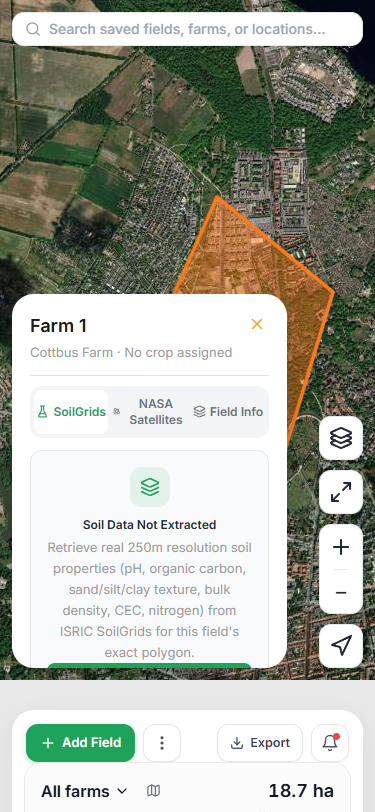 Search saved fields, farms, or locations...
Farm 1
Cottbus Farm · No crop assigned
SoilGrids
NASA
Satellites
Field Info
Soil Data Not Extracted
Retrieve real 250m resolution soil
properties (pH, organic carbon,
sand/silt/clay texture, bulk
density, CEC, nitrogen) from
ISRIC SoilGrids for this field's
exact polygon.
Add Field
Export
All farms
18.7 ha